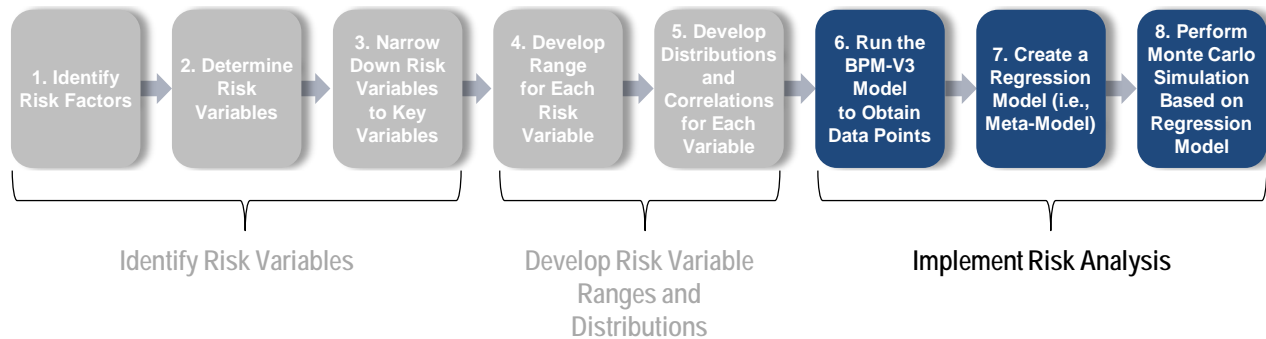 1. Identify
Risk Factors
2. Determine
Risk
Variables
3. Narrow
Down Risk
Variables
to Key
Variables
4. Develop
Range
for Each
Risk
Variable
5. Develop
Distributions
and
Correlations
for Each
Variable
6. Run the
BPM-V3
Model
to Obtain
Data Points
7. Create a
Regression
Model (i.e.,
Meta-Model)
8. Perform
Monte Carlo
Simulation
Based on
Regression
Model
Identify Risk Variables
Develop Risk Variable
Ranges and
Distributions
Implement Risk Analysis